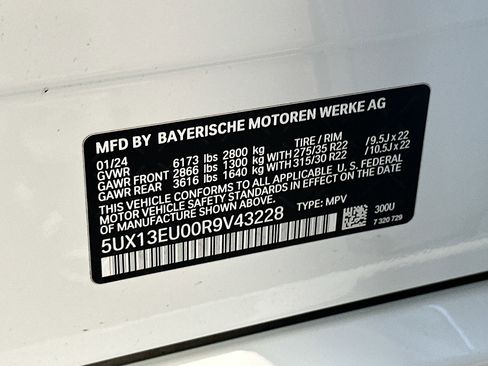 MFD BY BAYERISCHE MOTOREN WERKE AG
01/24 6173 lbs 2800 kg TIRE / RIM
GVWR
GAWR FRONT 2866 lbs 1300 kg WITH 275/35 R22 / 9.5J x 22
GAWR REAR 3616 lbs 1640 kg WITH 315/30 R22 / 10.5J x 22
THIS VEHICLE CONFORMS TO ALL APPLICABLE U.S. FEDERAL
MOTOR VEHICLE SAFETY STANDARDS IN EFFECT ON THE
DATE OF MANUFACTURE SHOWN ABOVE.
5UX13EU00R9V43228 TYPE: MPV 300U
7 320 729